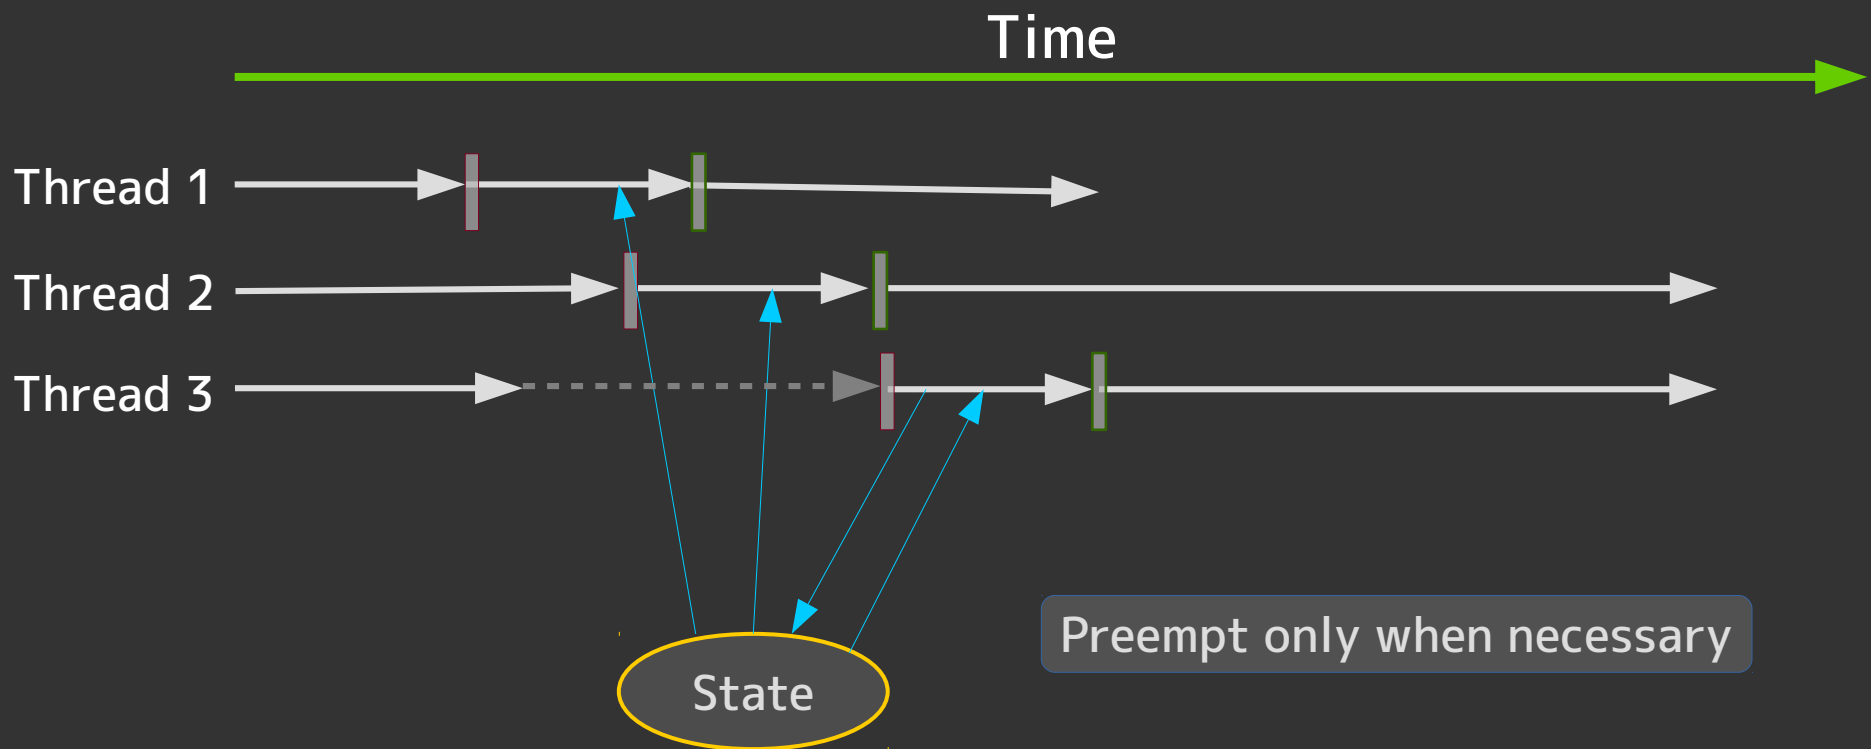 Time
Thread 1
Thread 2
Thread 3
Preempt only when necessary
State